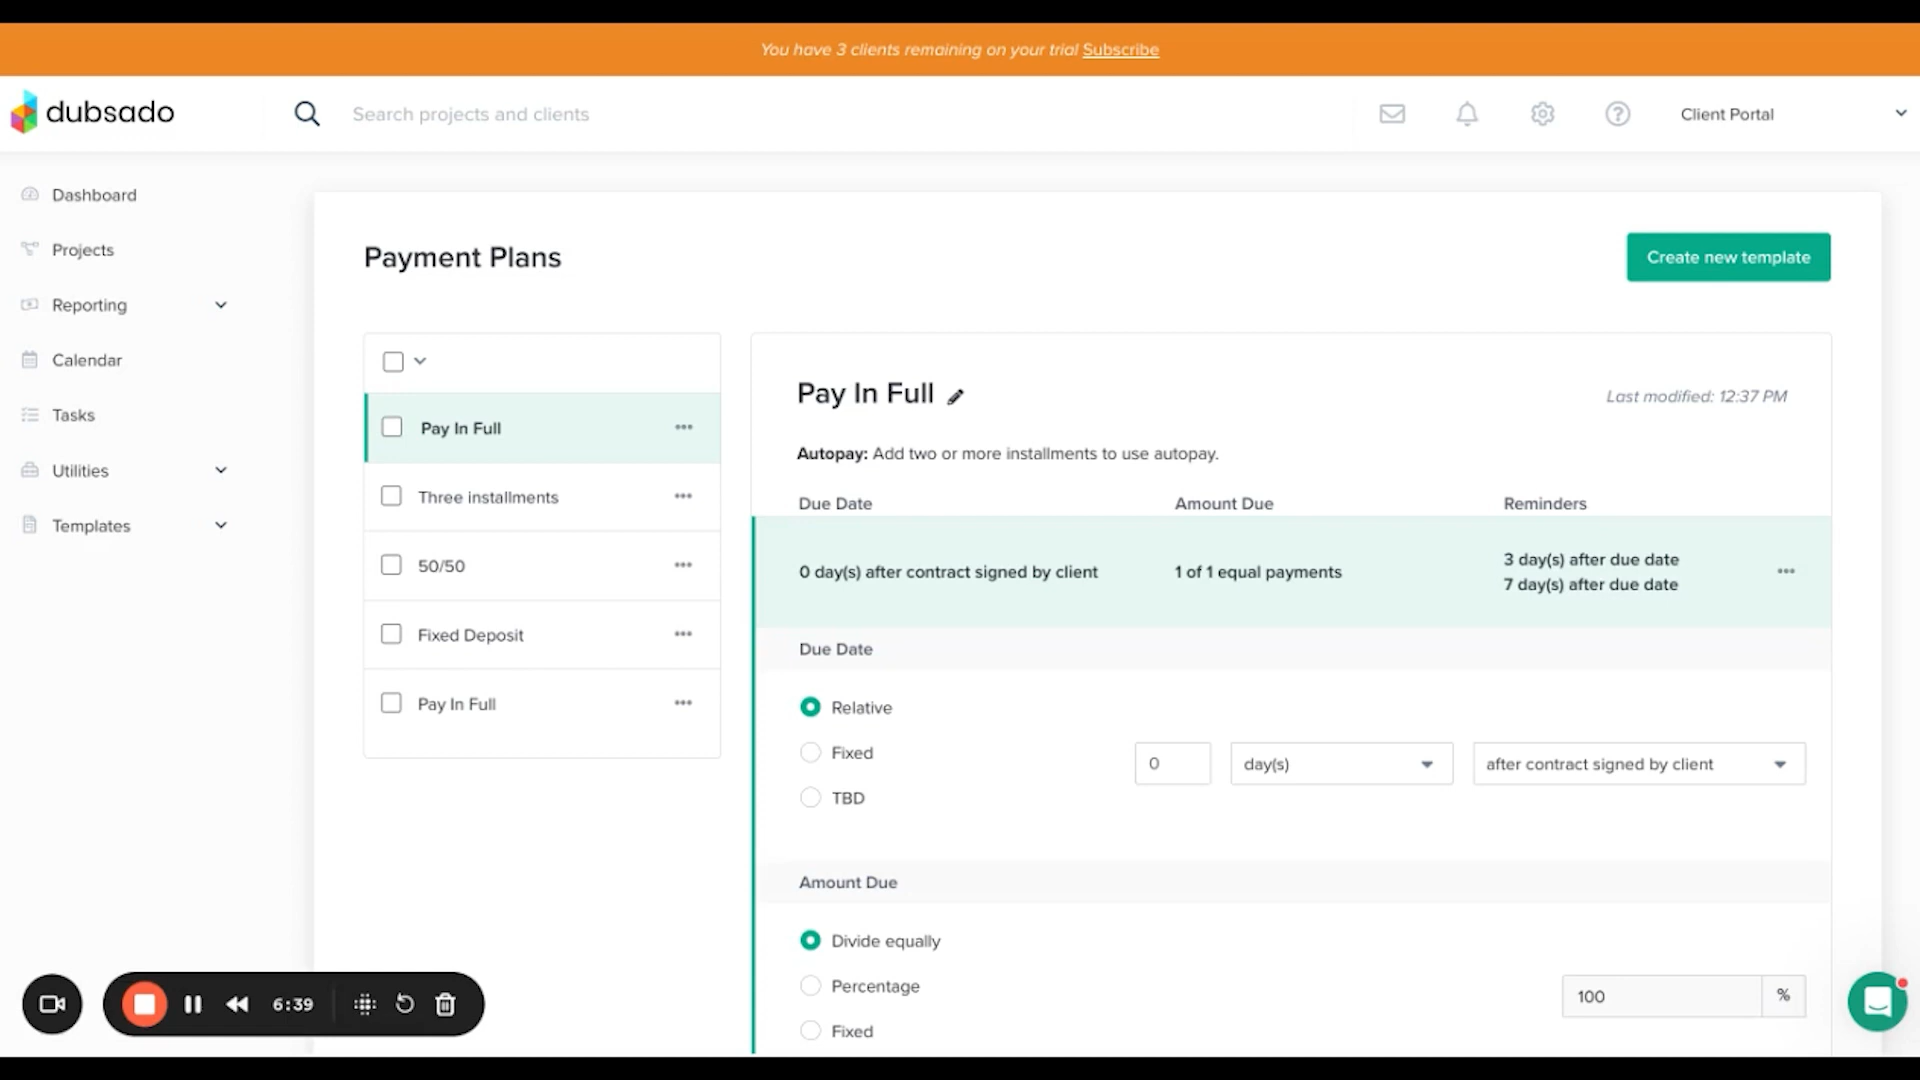 You have 3 clients remaining on your trial Subscribe
dubsado
Search projects and clients
Client Portal
Dashboard
Projects
Reporting
Calendar
Tasks
Utilities
Templates
Payment Plans
Create new template
Pay In Full
Three installments
50/50
Fixed Deposit
Pay In Full
Pay In Full
Last modified: 12:37 PM
Autopay: Add two or more installments to use autopay.
Due Date Amount Due Reminders
0 day(s) after contract signed by client 1 of 1 equal payments 3 day(s) after due date
7 day(s) after due date
Due Date
Relative
Fixed
TBD
0 day(s) after contract signed by client
Amount Due
Divide equally
Percentage
Fixed
100 %
6:39